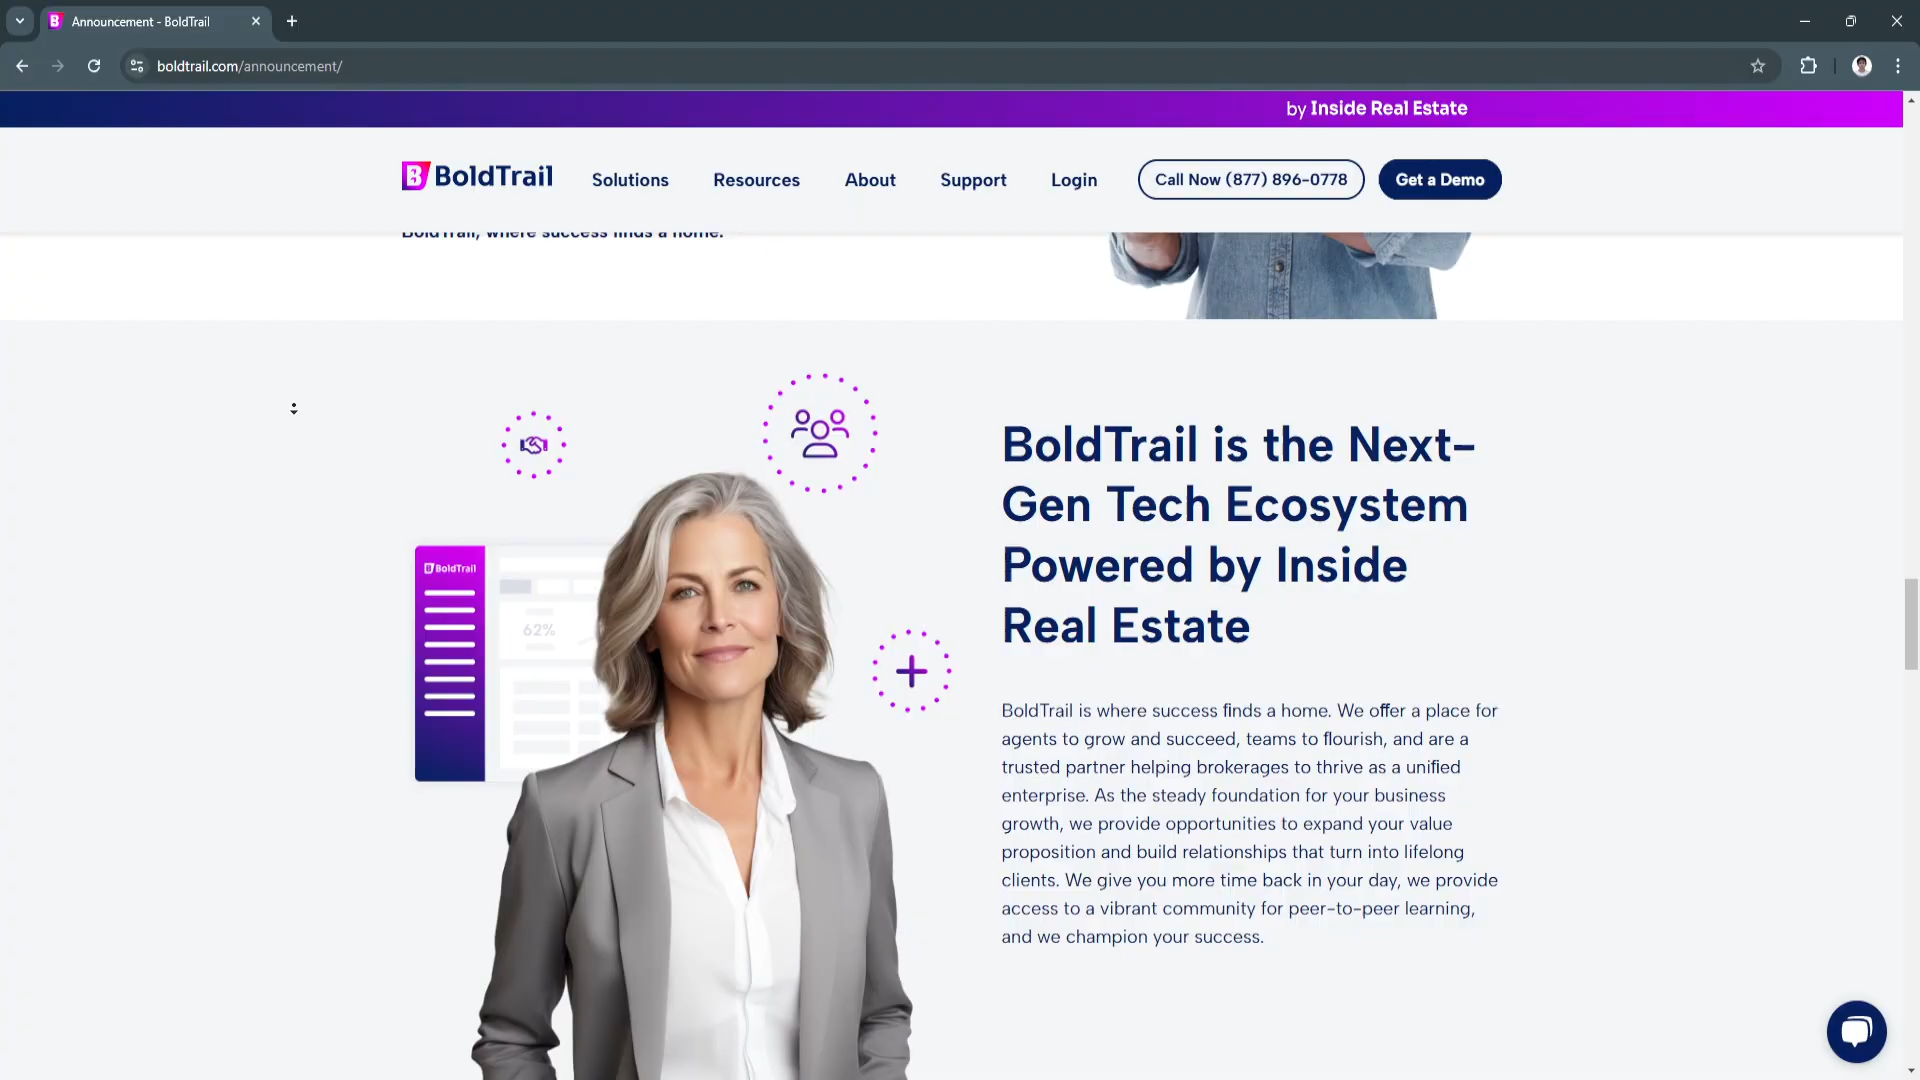 Announcement - BoldTrail
boldtrail.com/announcement/
by Inside Real Estate
BoldTrail
Solutions
Resources
About
Support
Login
Call Now (877) 896-0778
Get a Demo
BoldTrail, where success finds a home.
BoldTrail
62%
BoldTrail is the Next-
Gen Tech Ecosystem
Powered by Inside
Real Estate
BoldTrail is where success finds a home. We offer a place for
agents to grow and succeed, teams to flourish, and are a
trusted partner helping brokerages to thrive as a unified
enterprise. As the steady foundation for your business
growth, we provide opportunities to expand your value
proposition and build relationships that turn into lifelong
clients. We give you more time back in your day, we provide
access to a vibrant community for peer-to-peer learning,
and we champion your success.